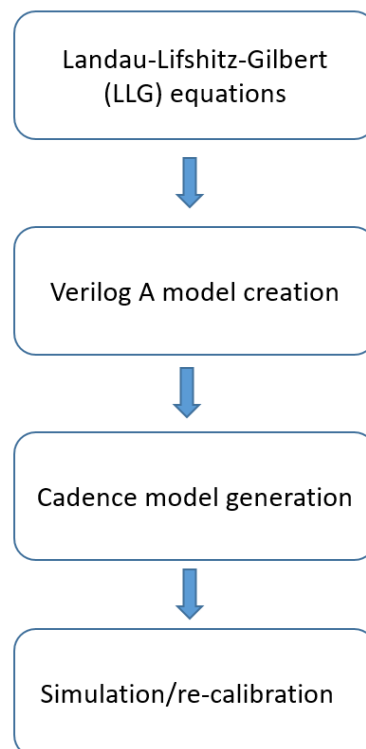 Landau-Lifshitz-Gilbert
(LLG) equations
Verilog A model creation
Cadence model generation
Simulation/re-calibration